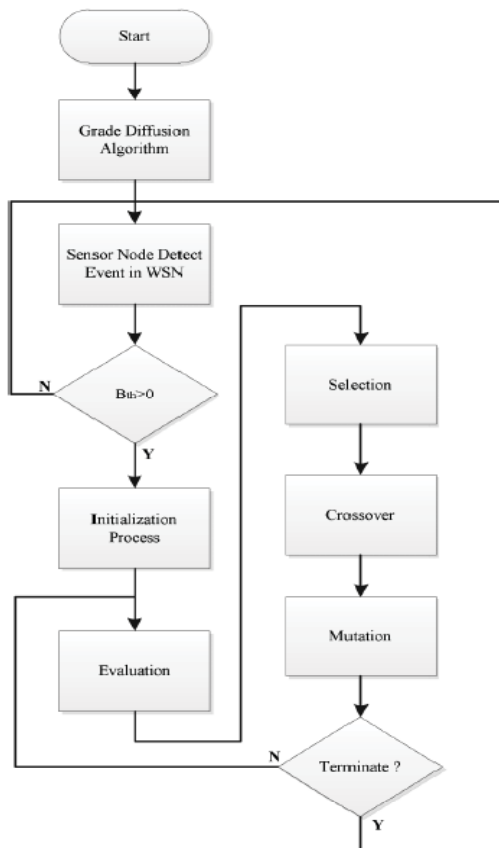 Start
Grade Diffusion
Algorithm
Sensor Node Detect
Event in WSN
N
Bth>0
Y
Initialization
Process
Evaluation
Selection
Crossover
Mutation
N
Terminate ?
Y